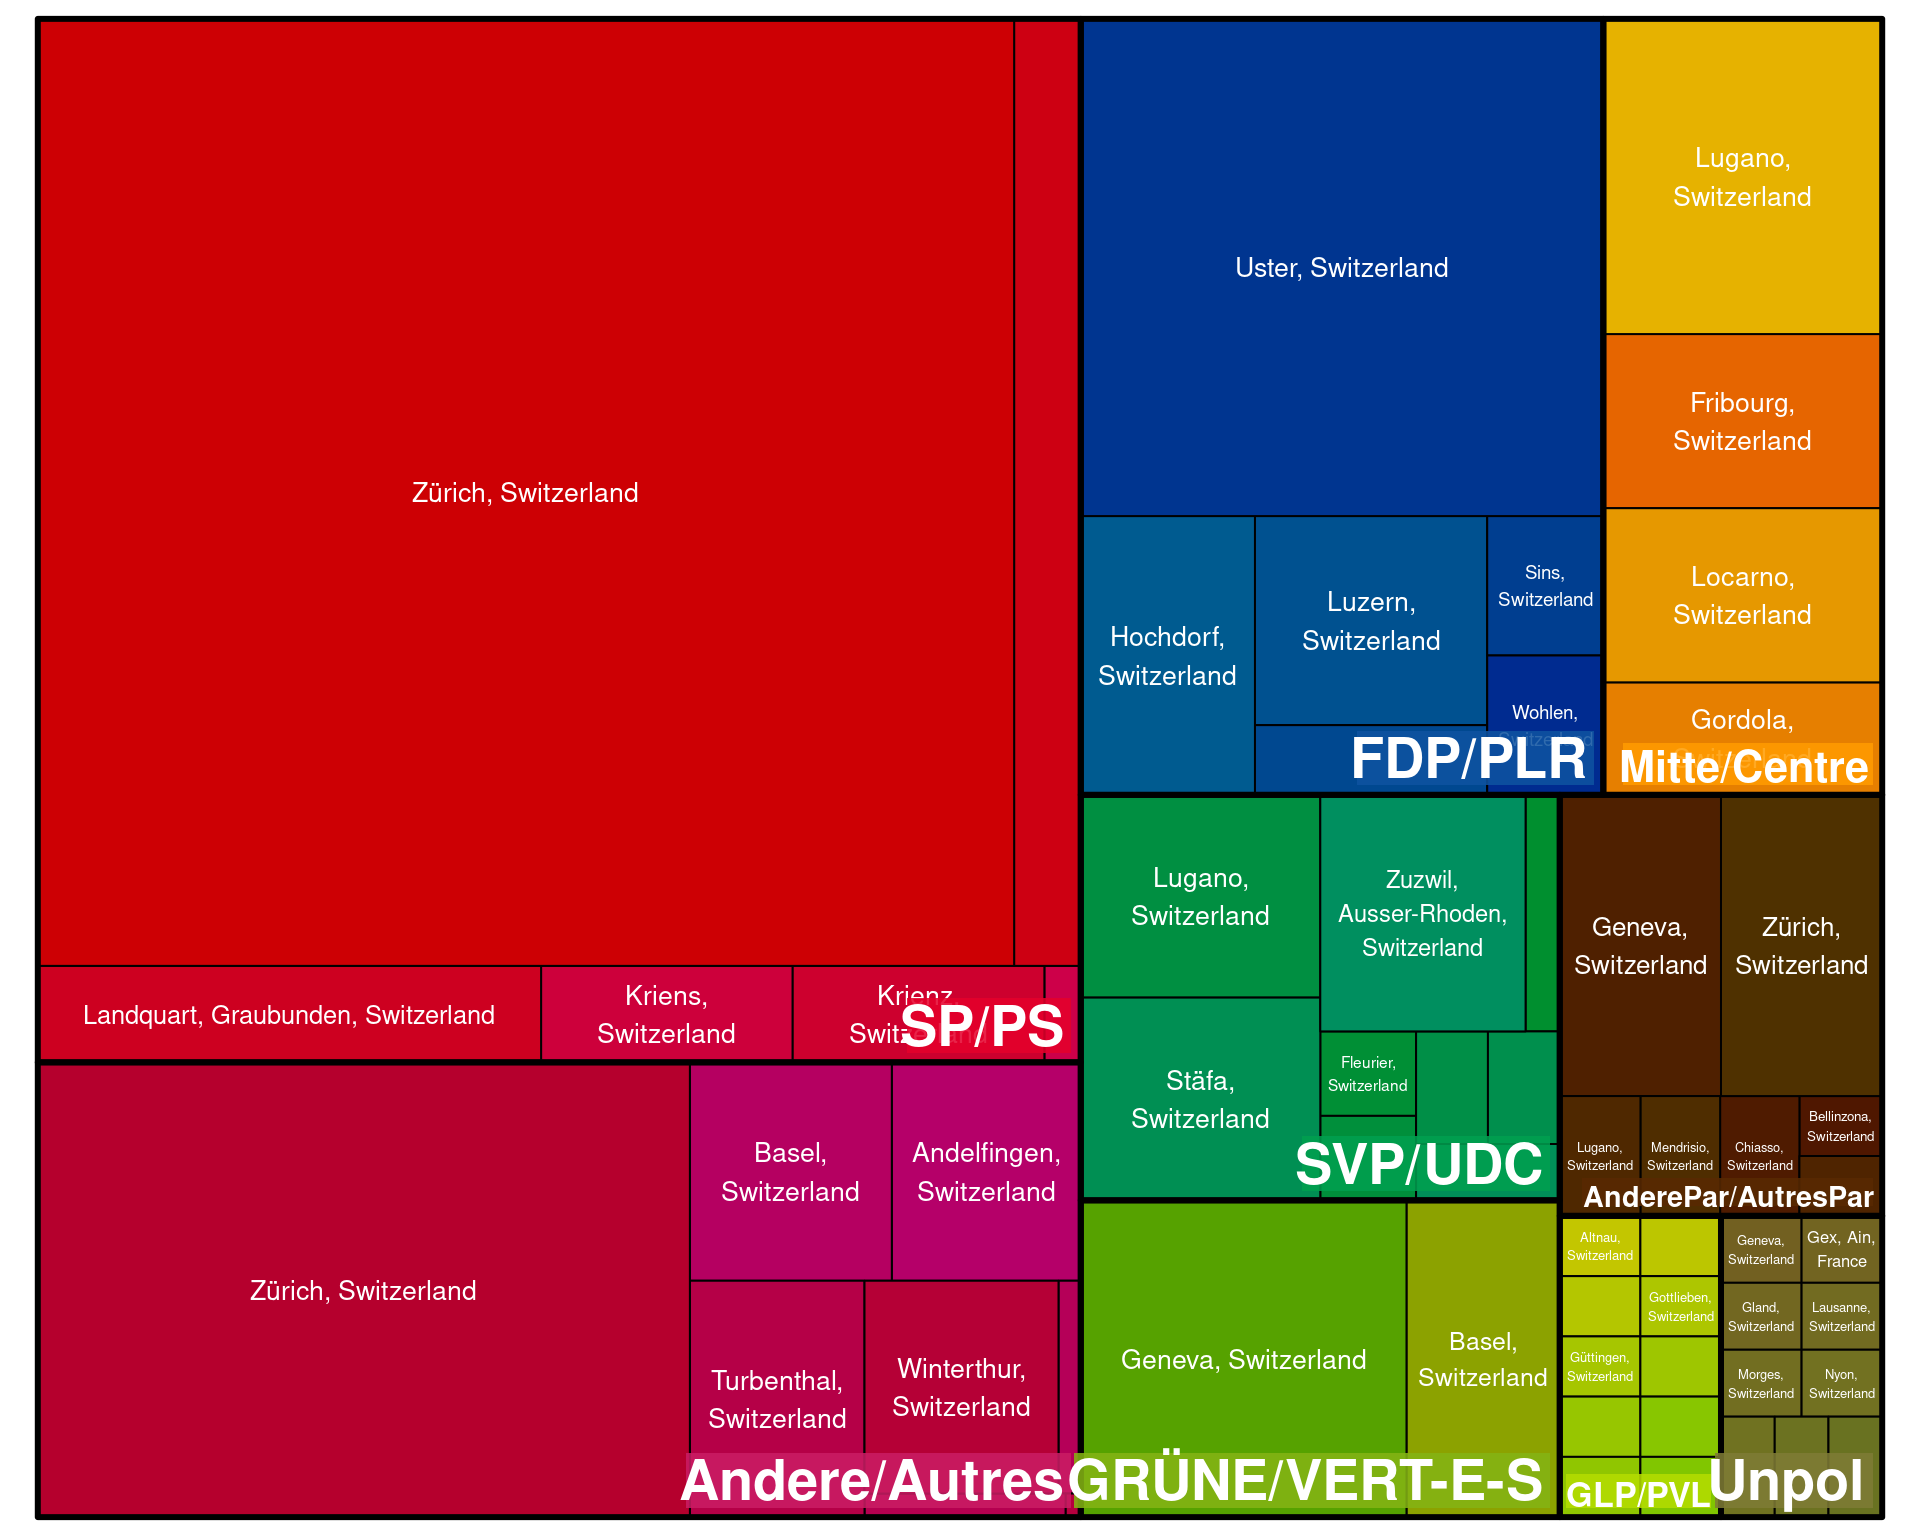 Zürich, Switzerland
Landquart, Graubunden, Switzerland
Kriens,
Switzerland
Krienz,
Switzerland
SP/PS
Zürich, Switzerland
Basel,
Switzerland
Andelfingen,
Switzerland
Turbenthal,
Switzerland
Winterthur,
Switzerland
Andere/Autres
Uster, Switzerland
Hochdorf,
Switzerland
Luzern,
Switzerland
Sins,
Switzerland
Wohlen,
Switzerland
FDP/PLR
Lugano,
Switzerland
Fribourg,
Switzerland
Locarno,
Switzerland
Gordola,
Switzerland
Mitte/Centre
Lugano,
Switzerland
Zuzwil,
Ausser-Rhoden,
Switzerland
Stäfa,
Switzerland
Fleurier,
Switzerland
SVP/UDC
Geneva,
Switzerland
Zürich,
Switzerland
Lugano,
Switzerland
Mendrisio,
Switzerland
Chiasso,
Switzerland
Bellinzona,
Switzerland
AnderePar/AutresPar
Geneva, Switzerland
Basel,
Switzerland
GRÜNE/VERT-E-S
Altnau,
Switzerland
Gottlieben,
Switzerland
Güttingen,
Switzerland
GLP/PVL
Geneva,
Switzerland
Gex, Ain,
France
Gland,
Switzerland
Lausanne,
Switzerland
Morges,
Switzerland
Nyon,
Switzerland
Unpol